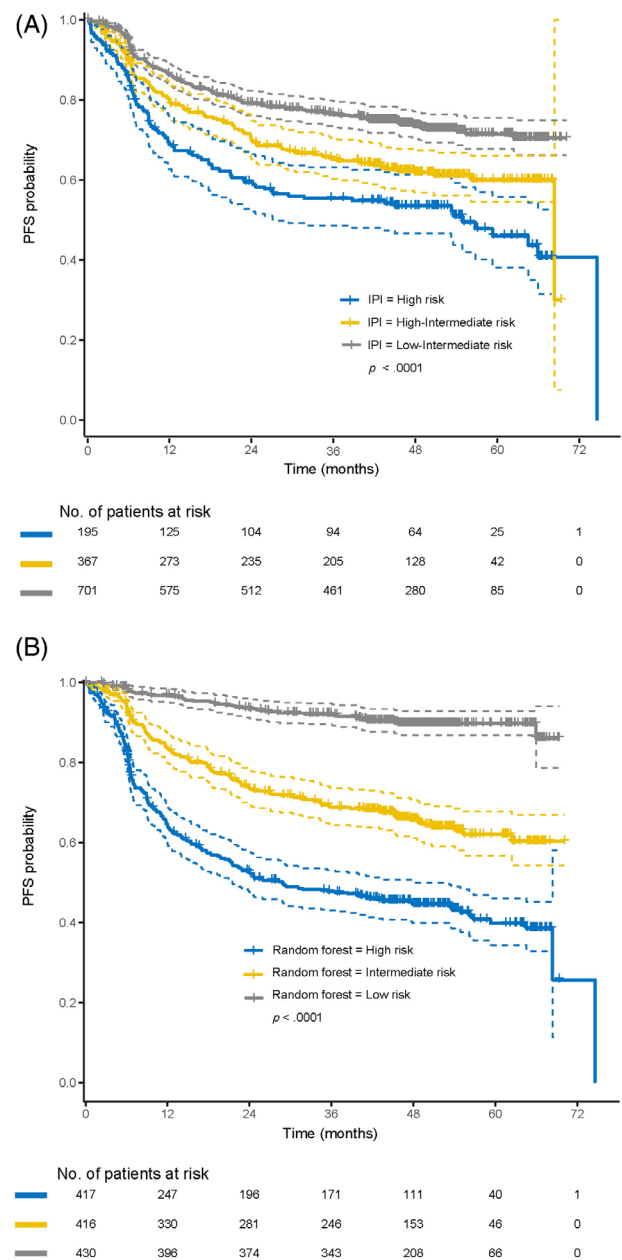 (A)
1.0
0.8
0.6
0.4
0.2
0.0
PFS probability
IPI = High risk
IPI = High-Intermediate risk
IPI = Low-Intermediate risk
p < .0001
0 12 24 36 48 60 72
Time (months)
No. of patients at risk
195 125 104 94 64 25 1
367 273 235 205 128 42 0
701 575 512 461 280 85 0
(B)
1.0
0.8
0.6
0.4
0.2
0.0
PFS probability
Random forest = High risk
Random forest = Intermediate risk
Random forest = Low risk
p < .0001
0 12 24 36 48 60 72
Time (months)
No. of patients at risk
417 247 196 171 111 40 1
416 330 281 246 153 46 0
430 396 374 343 208 66 0